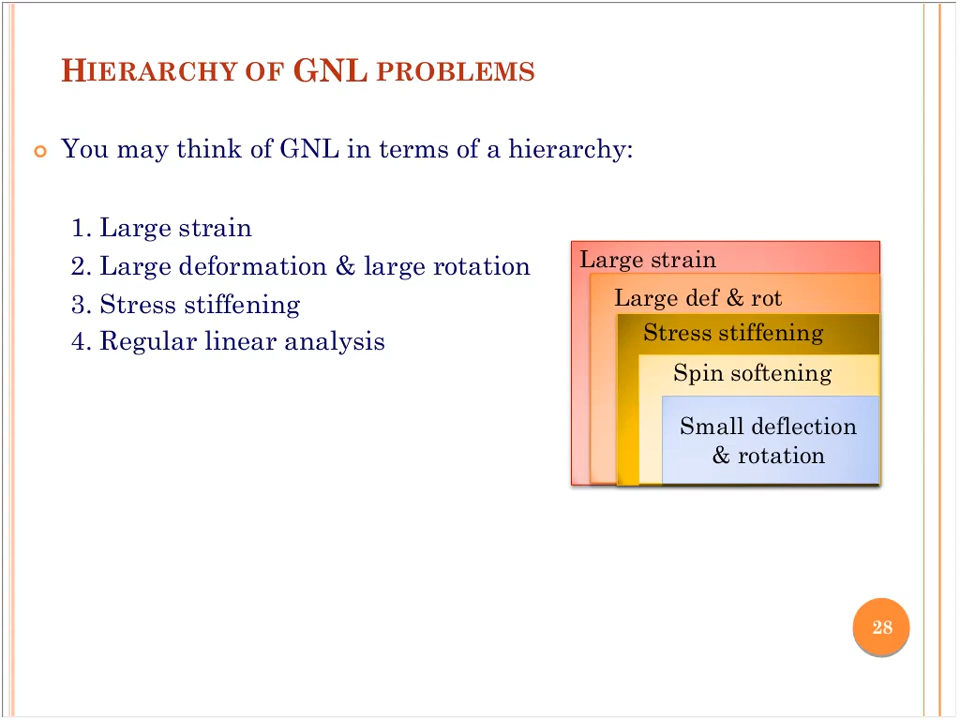 HIERARCHY OF GNL PROBLEMS
You may think of GNL in terms of a hierarchy:
1. Large strain
2. Large deformation & large rotation
3. Stress stiffening
4. Regular linear analysis
Large strain
Large def & rot
Stress stiffening
Spin softening
Small deflection
& rotation
28